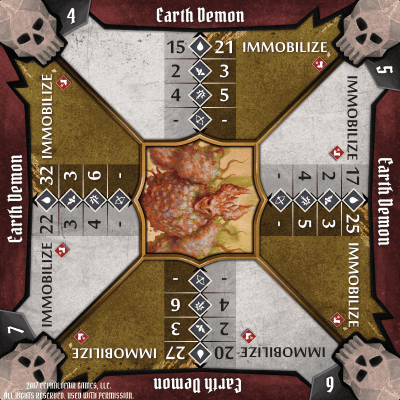 4 Earth Demon
15 21 IMMOBILIZE
2 3
4 5
- -
5 Earth Demon
17 IMMOBILIZE
25 IMMOBILIZE
2 3
4 5
- -
6 Earth Demon
20 IMMOBILIZE
27 IMMOBILIZE
2 3
4 6
- -
7 Earth Demon
22 IMMOBILIZE
32 IMMOBILIZE
3 3
4 6
- -
2017 CEPHALOFAIR GAMES, LLC.
ALL RIGHTS RESERVED. USED WITH PERMISSION.